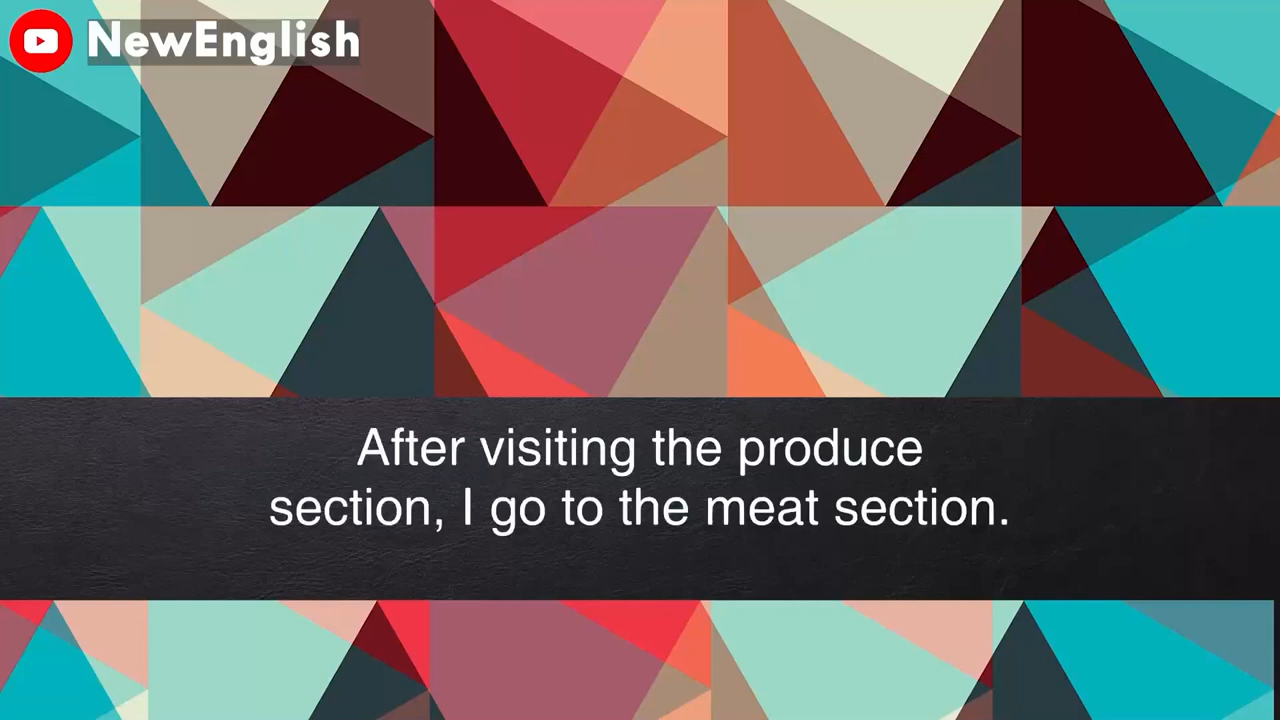 NewEnglish
After visiting the produce
section, I go to the meat section.